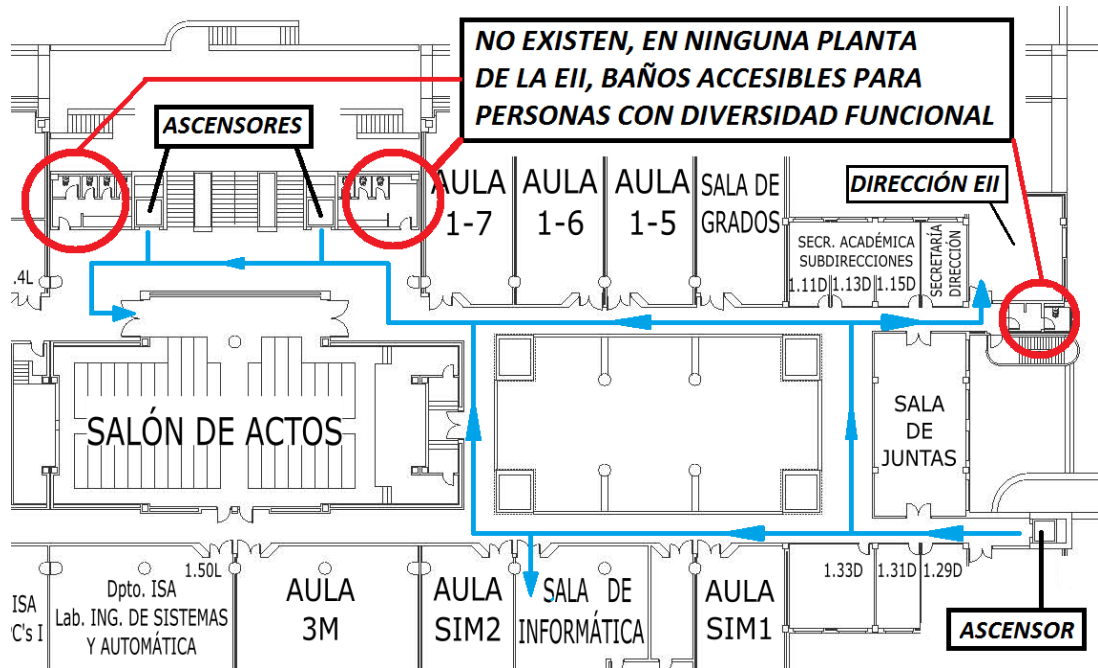 NO EXISTEN, EN NINGUNA PLANTA
DE LA EII, BAÑOS ACCESIBLES PARA
PERSONAS CON DIVERSIDAD FUNCIONAL
ASCENSORES
AULA
1-7
AULA
1-6
AULA
1-5
SALA DE
GRADOS
DIRECCIÓN EII
SECR. ACADÉMICA
SUBDIRECCIONES
1.11D
1.13D
1.15D
SECRETARÍA
DIRECCIÓN
.4L
SALÓN DE ACTOS
SALA
DE
JUNTAS
1.50L
ISA
PC's I
Dpto. ISA
Lab. ING. DE SISTEMAS
Y AUTOMÁTICA
AULA
3M
AULA
SIM2
SALA DE
INFORMÁTICA
AULA
SIM1
1.33D
1.31D
1.29D
ASCENSOR